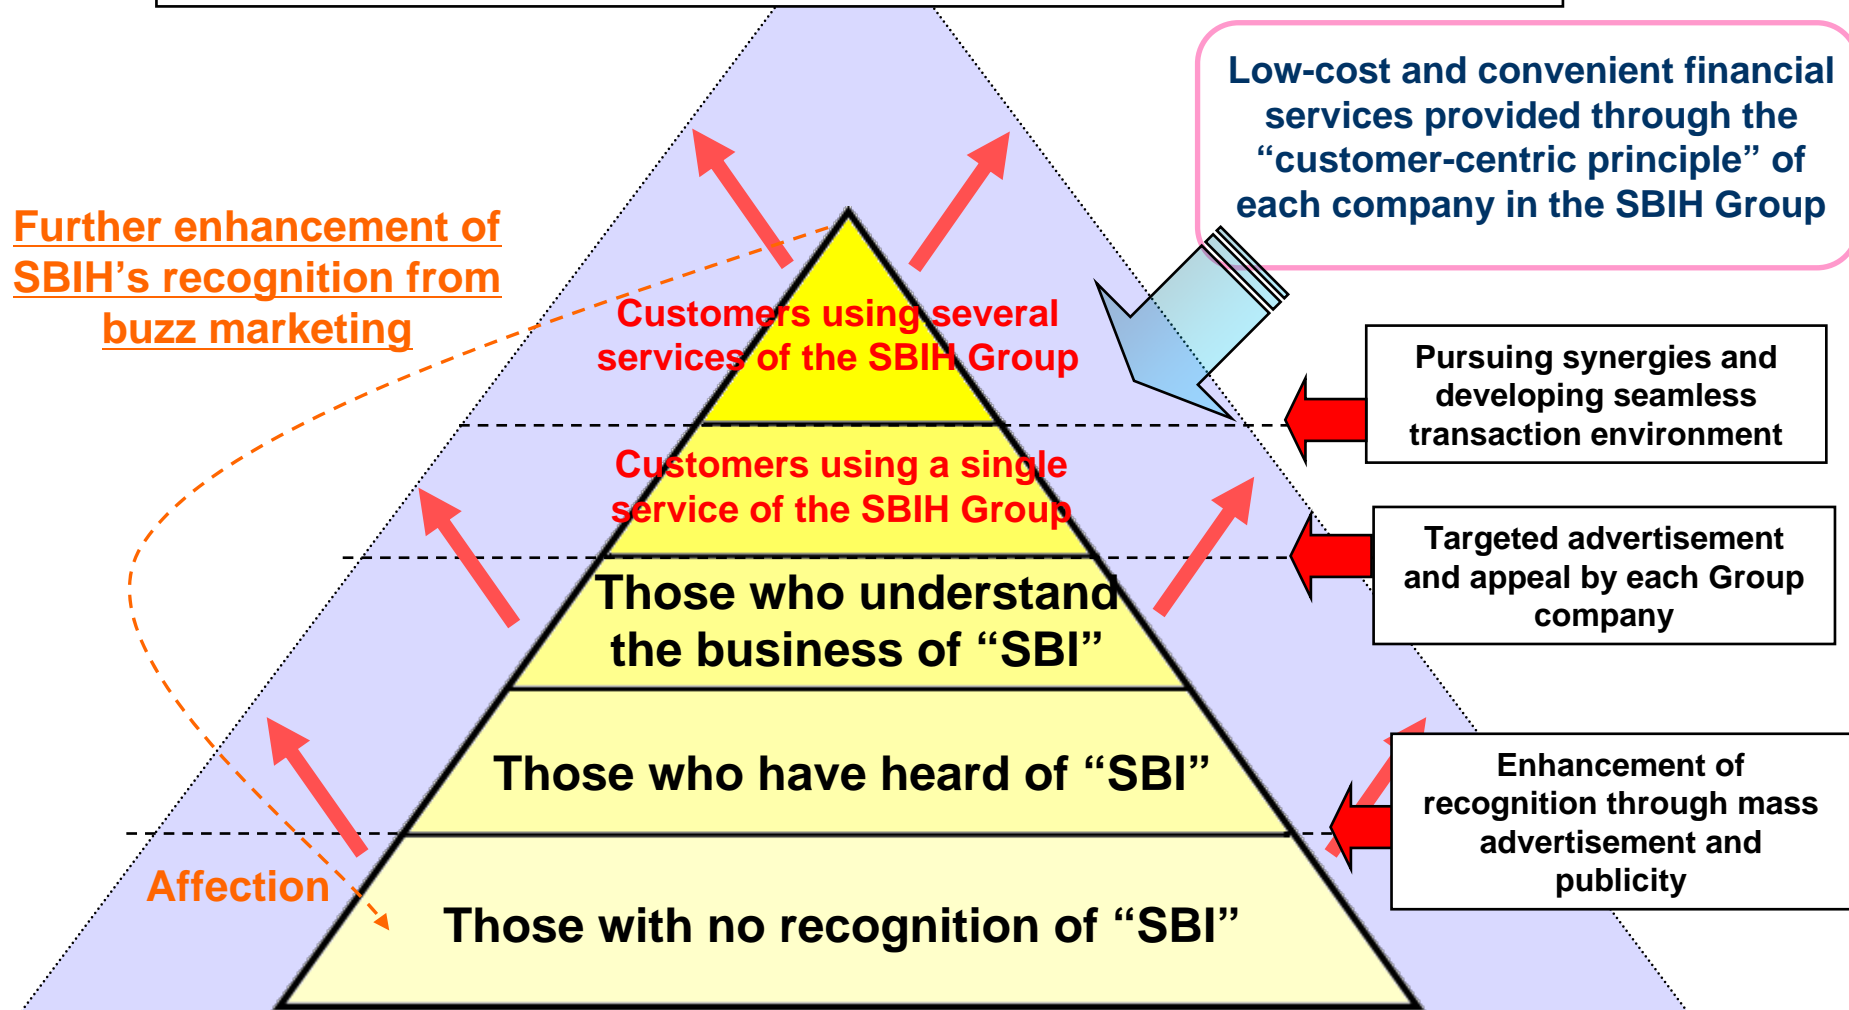 Low-cost and convenient financial
services provided through the
“customer-centric principle” of
each company in the SBIH Group
Further enhancement of
SBIH’s recognition from
buzz marketing
Customers using several
services of the SBIH Group
Pursuing synergies and
developing seamless
transaction environment
Customers using a single
service of the SBIH Group
Targeted advertisement
and appeal by each Group
company
Those who understand
the business of “SBI”
Those who have heard of “SBI”
Enhancement of
recognition through mass
advertisement and
publicity
Affection
Those with no recognition of “SBI”